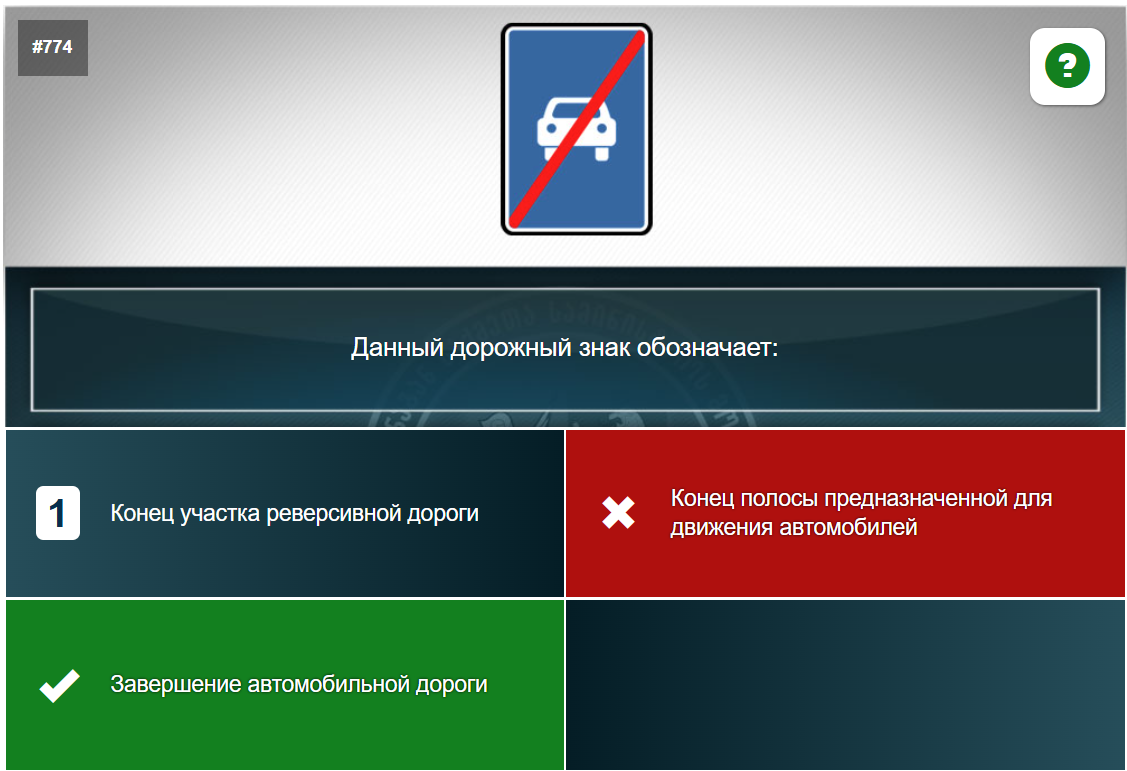 #774
?
Данный дорожный знак обозначает:
1
Конец участка реверсивной дороги
Конец полосы предназначенной для
движения автомобилей
Завершение автомобильной дороги